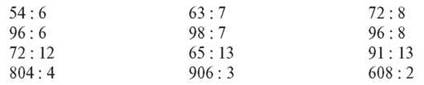 54 : 6 63 : 7 72 : 8
96 : 6 98 : 7 96 : 8
72 : 12 65 : 13 91 : 13
804 : 4 906 : 3 608 : 2